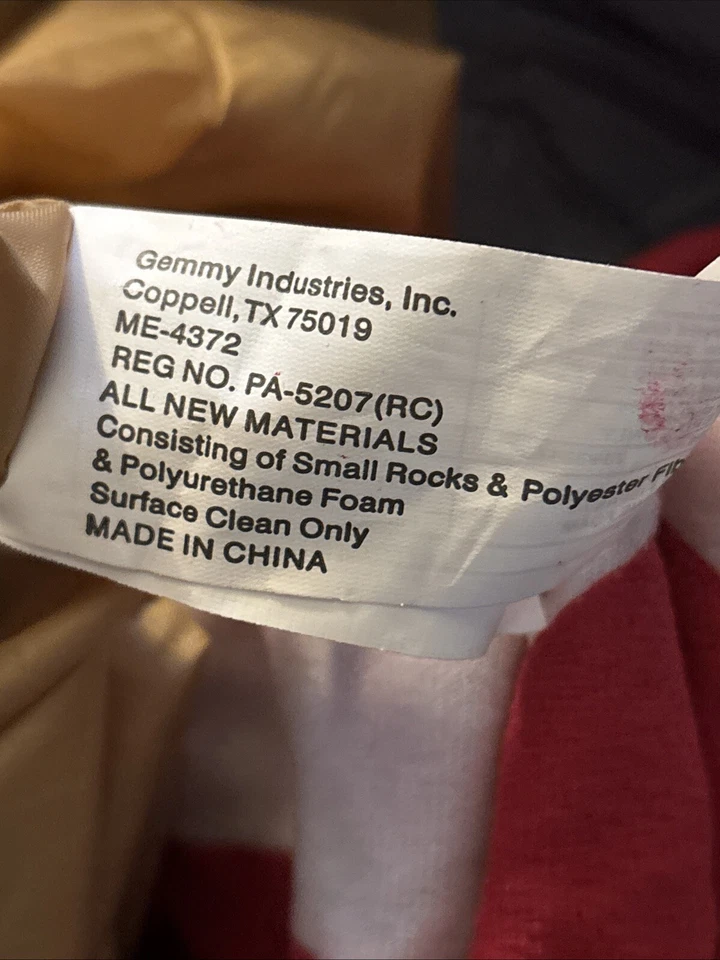 Gemmy Industries, Inc.
Coppell, TX 75019
ME-4372
REG NO. PA-5207(RC)
ALL NEW MATERIALS
Consisting of Small Rocks & Polyester
& Polyurethane Foam
Surface Clean Only
MADE IN CHINA